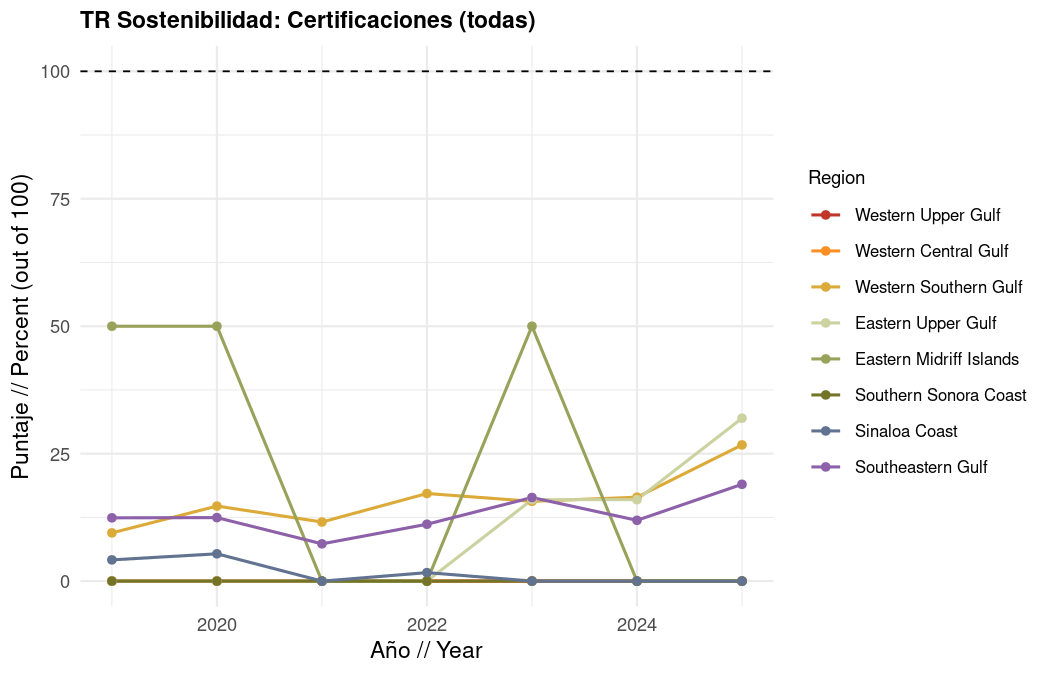 TR Sostenibilidad: Certificaciones (todas)
Puntaje // Percent (out of 100)
100
75
50
25
0
2020
2022
2024
Año // Year
Region
Western Upper Gulf
Western Central Gulf
Western Southern Gulf
Eastern Upper Gulf
Eastern Midriff Islands
Southern Sonora Coast
Sinaloa Coast
Southeastern Gulf